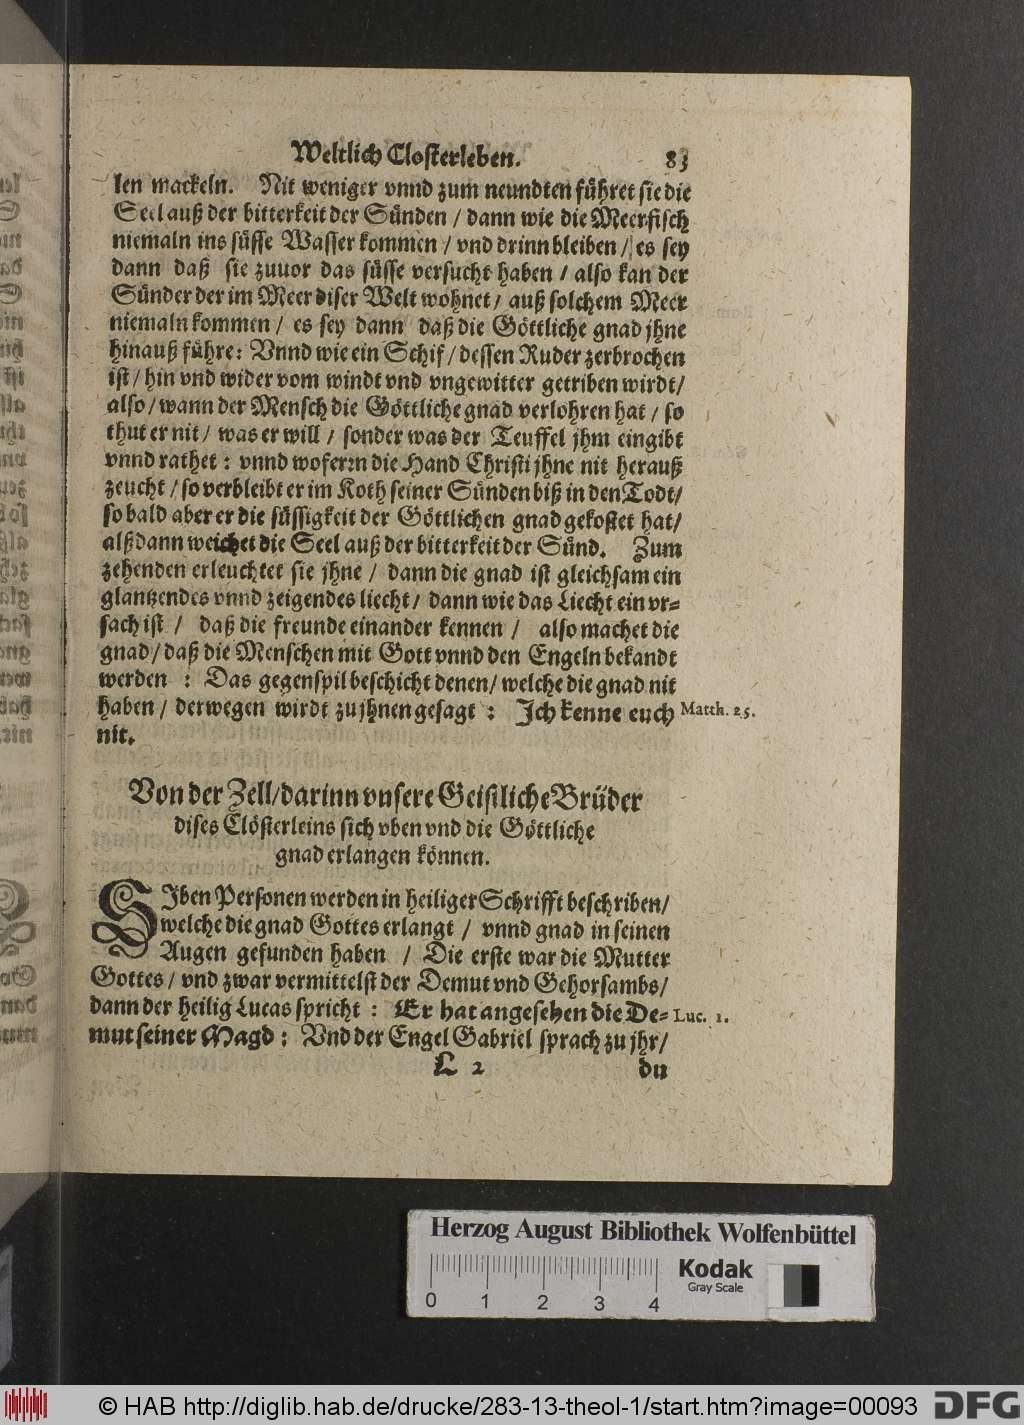 Weltlich Closterleben. 83
len mackeln. Nit weniger vnnd zum neundten führet sie die
Seel auß der bitterkeit der Sünden / dann wie die Meerfisch
niemaln ins süsse Wasser kommen / vnd drinn bleiben / es sey
dann daß sie zuuor das süsse versucht haben / also kan der
Sünder der im Meer diser Welt wohnet / auß solchem Meer
niemaln kommen / es sey dann daß die Göttliche gnad jhne
hinauß führe: Vnnd wie ein Schif / dessen Ruder zerbrochen
ist / hin vnd wider vom windt vnd vngewitter getriben wirdt /
also / wann der Mensch die Göttliche gnad verlohren hat / so
thut er nit / was er will / sonder was der Teuffel jhm eingibt
vnnd rathet : vnnd woferrn die Hand Christi jhne nit herauß
zeucht / so verbleibt er im Koth seiner Sünden biß in den Todt /
so bald aber er die süssigkeit der Göttlichen gnad gekostet hat /
alßdann weichet die Seel auß der bitterkeit der Sünd. Zum
zehenden erleuchtet sie jhne / dann die gnad ist gleichsam ein
glantzendes vnnd zeigendes liecht / dann wie das Liecht ein vr=
sach ist / daß die freunde einander kennen / also machet die
gnad / daß die Menschen mit Gott vnnd den Engeln bekandt
werden : Das gegenspil beschicht denen / welche die gnad nit
haben / derwegen wirdt zu jhnen gesagt : Jch kenne euch Matth. 25.
nit.
Von der Zell / darinn vnsere Geistliche Brüder
dises Clösterleins sich vben vnd die Göttliche
gnad erlangen können.
SJben Personen werden in heiliger Schrifft beschriben /
welche die gnad Gottes erlangt / vnnd gnad in seinen
Augen gefunden haben / Die erste war die Mutter
Gottes / vnd zwar vermittelst der Demut vnd Gehorsambs /
dann der heilig Lucas spricht : Er hat angesehen die De= Luc. 1.
mut seiner Magd : Vnd der Engel Gabriel sprach zu jhr /
L 2 du
Herzog August Bibliothek Wolfenbüttel
Kodak
Gray Scale
0 1 2 3 4
© HAB http://diglib.hab.de/drucke/283-13-theol-1/start.htm?image=00093 DFG